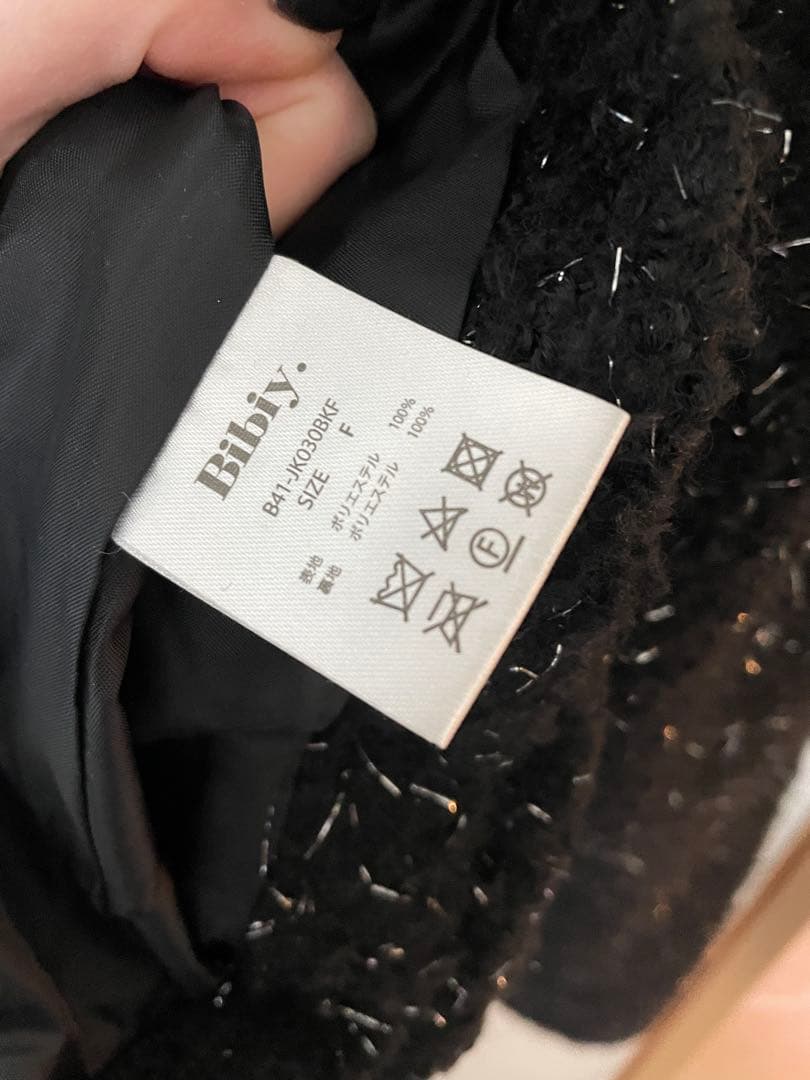 Bibiy.
B41-JK030BKF
SIZE F
表地 ポリエステル 100%
裏地 ポリエステル 100%
F
W